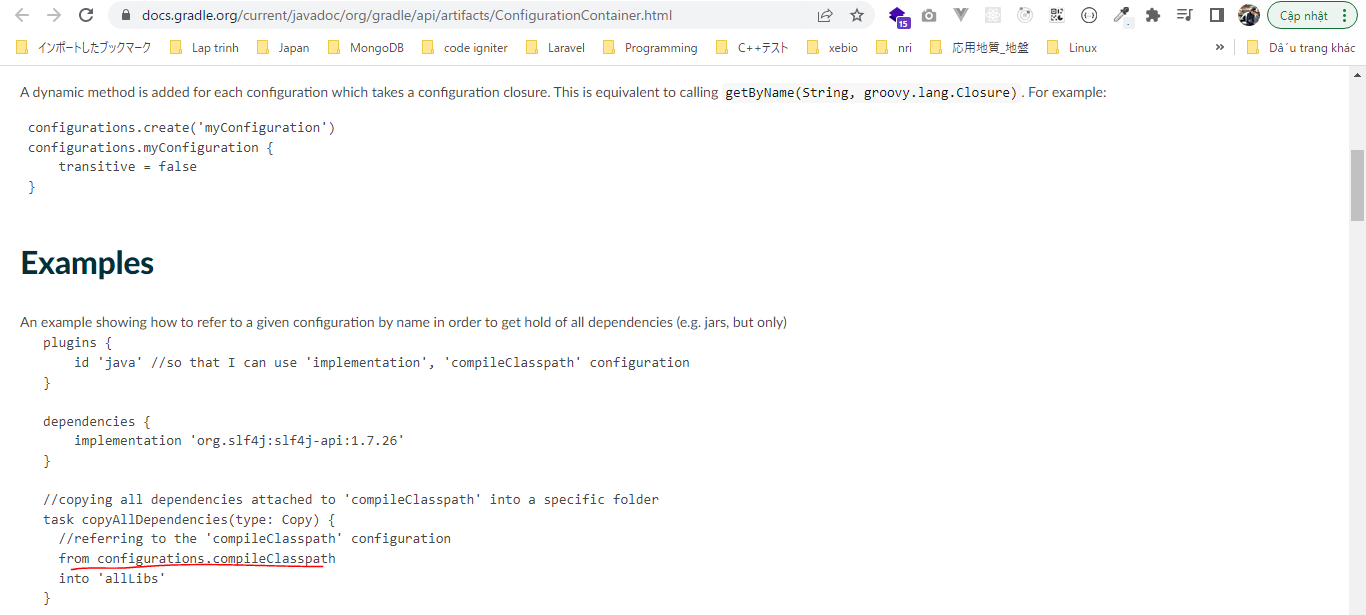 docs.gradle.org/current/javadoc/org/gradle/api/artifacts/ConfigurationContainer.html
15
Cập nhật
インポートしたブックマーク Lap trinh Japan MongoDB code igniter Laravel Programming C++テスト xebio nri 応用地質_地盤 Linux » Dấu trang khác
A dynamic method is added for each configuration which takes a configuration closure. This is equivalent to calling getByName(String, groovy.lang.Closure) . For example:
configurations.create('myConfiguration')
configurations.myConfiguration {
    transitive = false
}
Examples
An example showing how to refer to a given configuration by name in order to get hold of all dependencies (e.g. jars, but only)
plugins {
    id 'java' //so that I can use 'implementation', 'compileClasspath' configuration
}
dependencies {
    implementation 'org.slf4j:slf4j-api:1.7.26'
}
//copying all dependencies attached to 'compileClasspath' into a specific folder
task copyAllDependencies(type: Copy) {
  //referring to the 'compileClasspath' configuration
  from configurations.compileClasspath
  into 'allLibs'
}